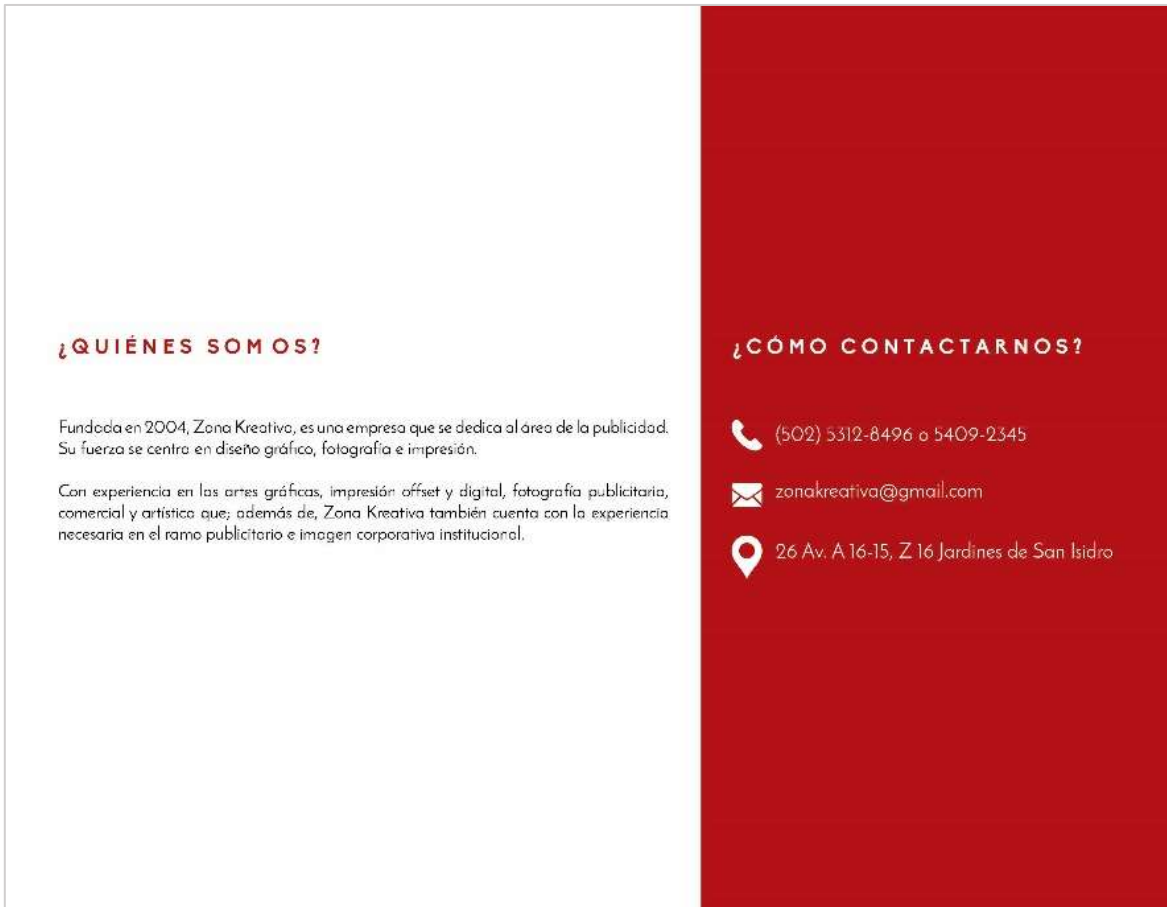 ¿QUIÉNES SOMOS?
Fundada en 2004, Zona Kreativa, es una empresa que se dedica al área de la publicidad.
Su fuerza se centra en diseño gráfico, fotografía e impresión.
Con experiencia en las artes gráficas, impresión offset y digital, fotografía publicitaria,
comercial y artística que; además de, Zona Kreativa también cuenta con la experiencia
necesaria en el ramo publicitario e imagen corporativa institucional.
¿CÓMO CONTACTARNOS?
(502) 5312-8496 o 5409-2345
zonakreativa@gmail.com
26 Av. A 16-15, Z 16 Jardines de San Isidro